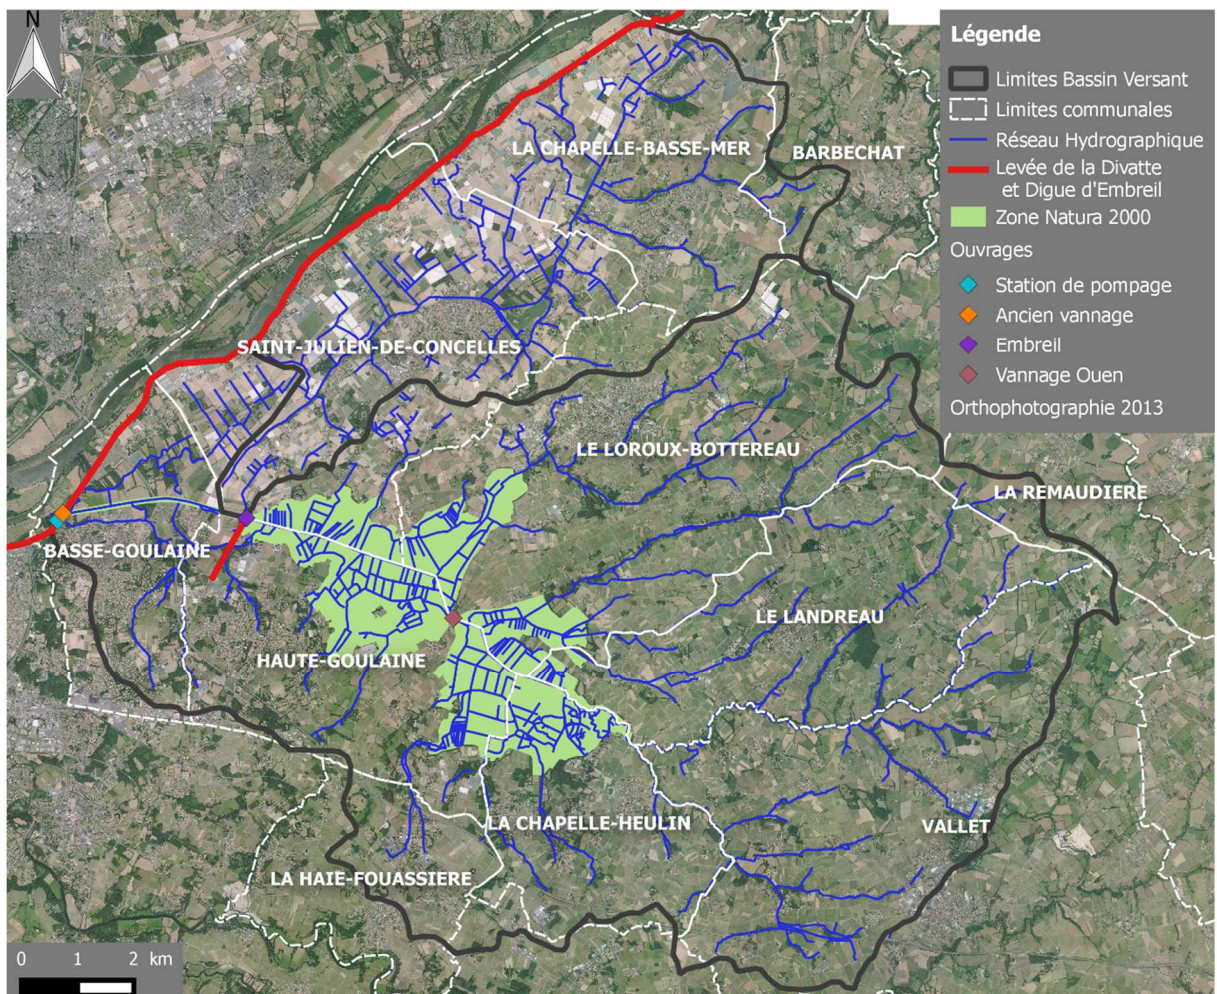 N
Légende
Limites Bassin Versant
Limites communales
Réseau Hydrographique
Levée de la Divatte
et Digue d'Embreil
Zone Natura 2000
Ouvrages
Station de pompage
Ancien vannage
Embreil
Vannage Ouen
Orthophotographie 2013
LA CHAPELLE-BASSE-MER
BARBECHAT
SAINT-JULIEN-DE-CONCELLES
LE LOROUX-BOTTEREAU
LA REMAUDIERE
BASSE-GOULAINE
LE LANDREAU
HAUTE-GOULAINE
LA CHAPELLE-HEULIN
VALLET
LA HAIE-FOUASSIERE
0 1 2 km